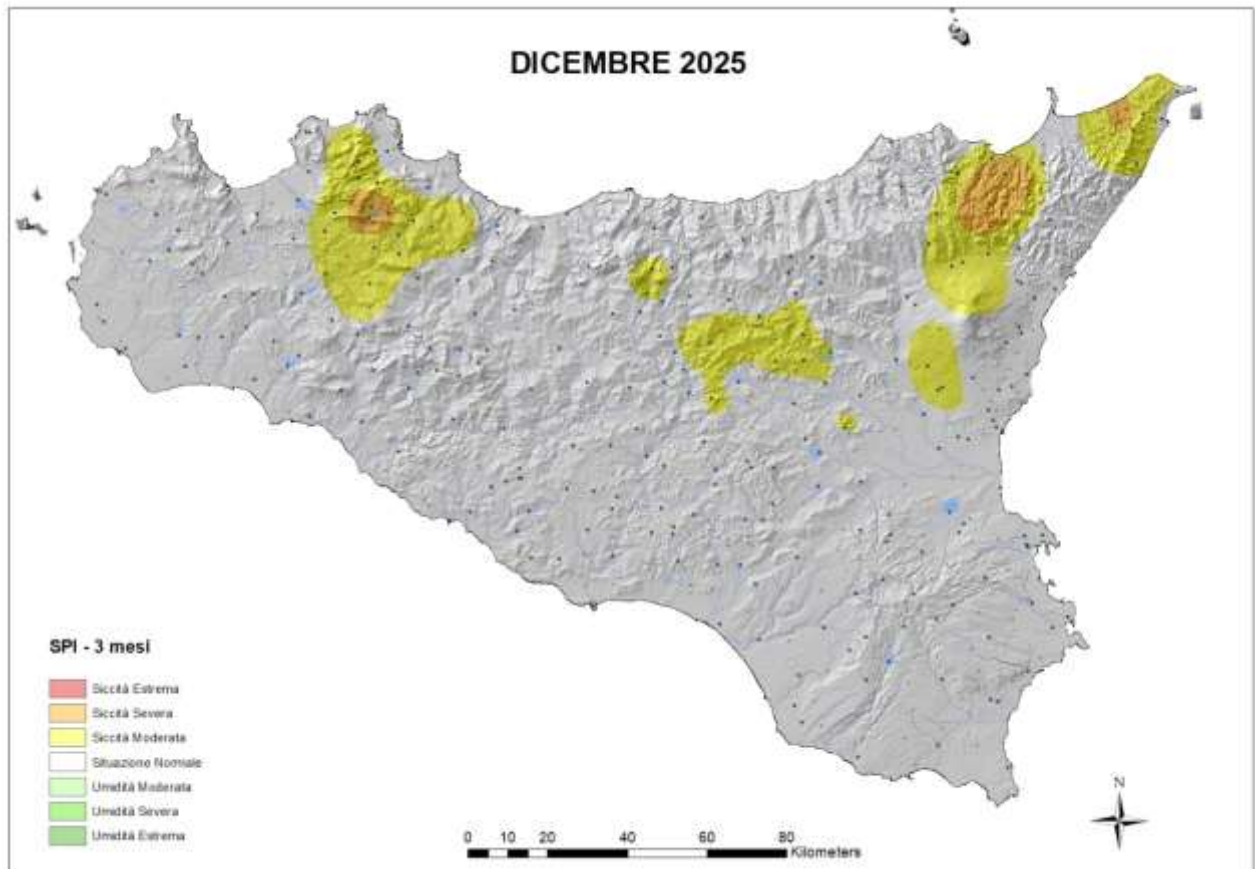 DICEMBRE 2025
SPI - 3 mesi
Siccità Estrema
Siccità Severa
Siccità Moderata
Situazione Normale
Umidità Moderata
Umidità Severa
Umidità Estrema
0 10 20 40 60 80
Kilometers
N